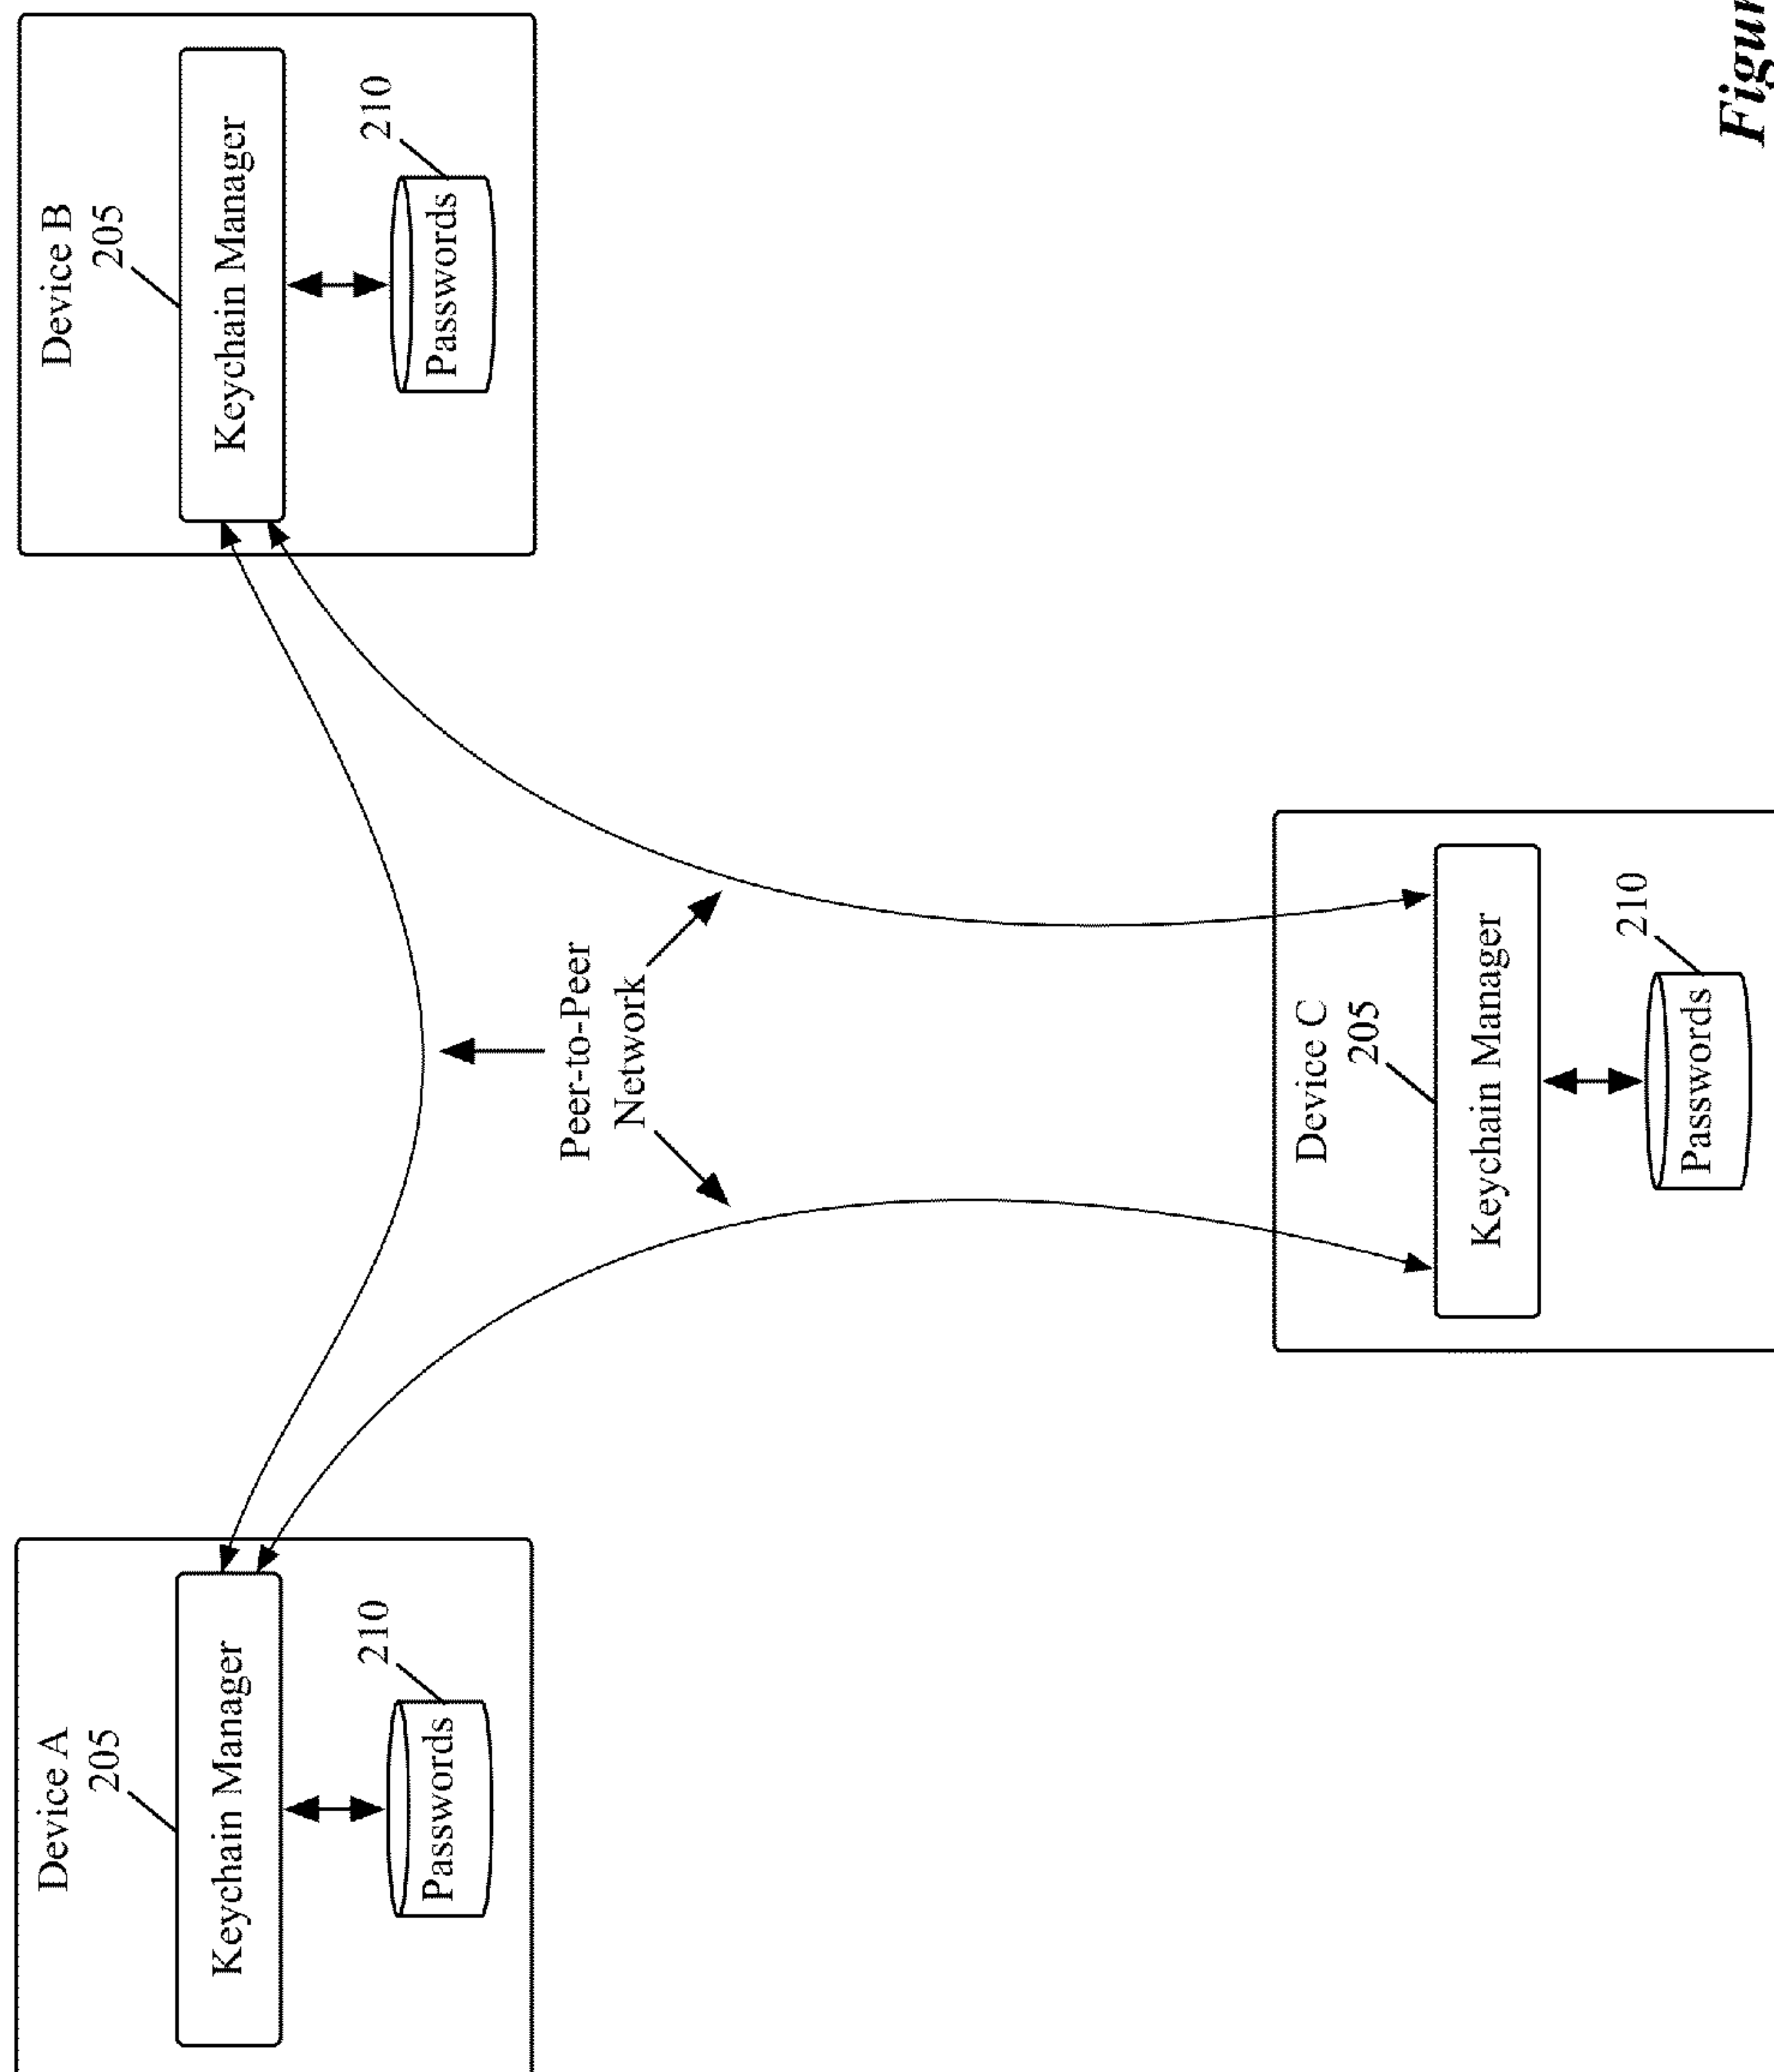 Device A
205
Keychain Manager
210
Passwords
Device B
205
Keychain Manager
210
Passwords
Peer-to-Peer
Network
Device C
205
Keychain Manager
210
Passwords